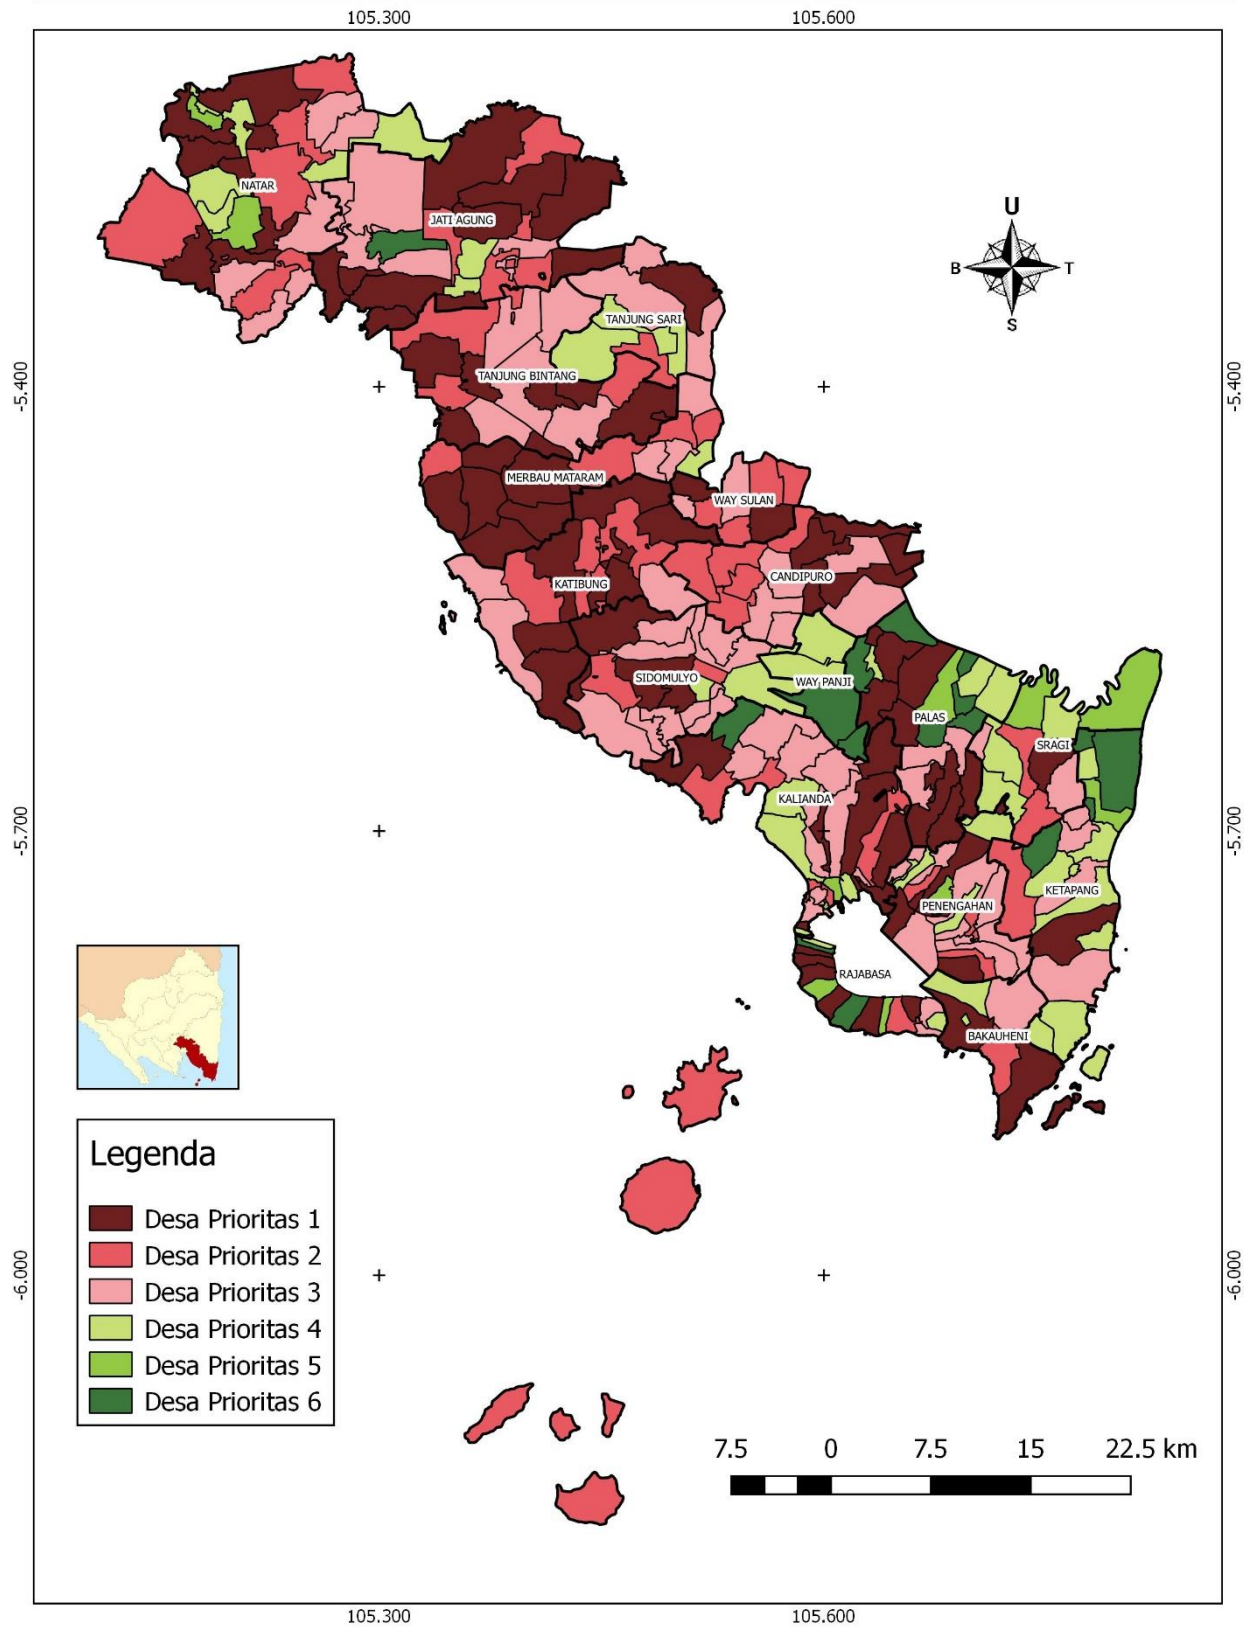 105.300
105.600
NATAR
U
JATI AGUNG
B
T
S
TANJUNG SARI
TANJUNG BINTANG
-5.400
-5.400
MERBAU MATARAM
WAY SULAN
CANDIPURO
KATIBUNG
SIDOMULYO
WAY PANJI
PALAS
SRAGI
KALIANDA
-5.700
-5.700
KETAPANG
PENENGAHAN
RAJABASA
BAKAUHENI
Legenda
Desa Prioritas 1
Desa Prioritas 2
Desa Prioritas 3
Desa Prioritas 4
Desa Prioritas 5
Desa Prioritas 6
-6.000
-6.000
7.5 0 7.5 15 22.5 km
105.300
105.600